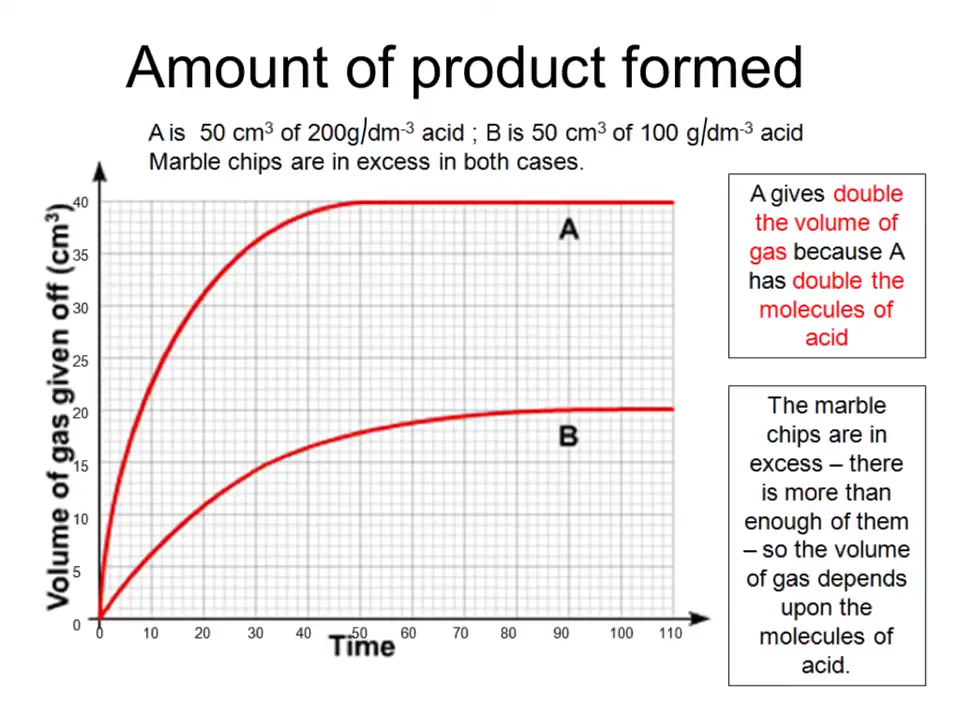 Amount of product formed
A is 50 cm³ of 200g/dm⁻³ acid ; B is 50 cm³ of 100 g/dm⁻³ acid
Marble chips are in excess in both cases.
Volume of gas given off (cm³)
40
35
30
25
20
15
10
5
0
A
B
0 10 20 30 40 50 60 70 80 90 100 110
Time
A gives double
the volume of
gas because A
has double the
molecules of
acid
The marble
chips are in
excess – there
is more than
enough of them
– so the volume
of gas depends
upon the
molecules of
acid.